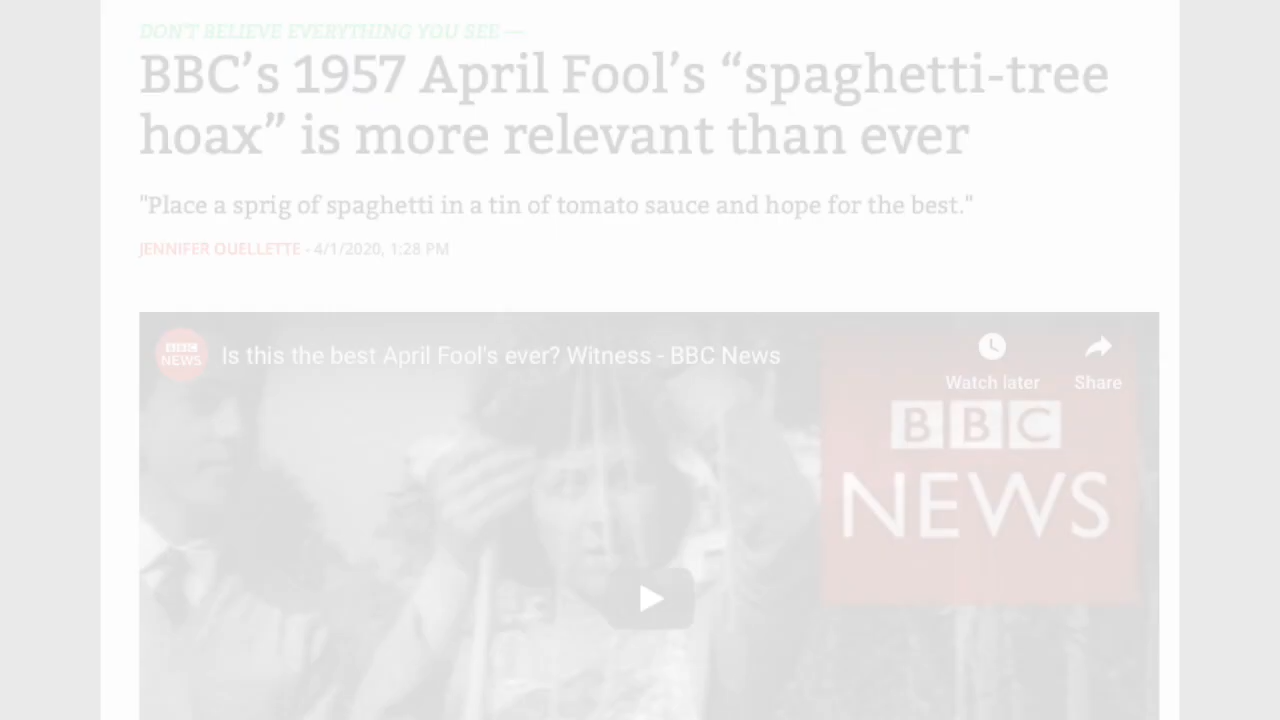 DON'T BELIEVE EVERYTHING YOU SEE —
BBC’s 1957 April Fool’s “spaghetti-tree
hoax” is more relevant than ever
"Place a sprig of spaghetti in a tin of tomato sauce and hope for the best."
JENNIFER OUELLETTE - 4/1/2020, 1:28 PM
BBC
NEWS
Is this the best April Fool's ever? Witness - BBC News
Watch later
Share
BBC
NEWS